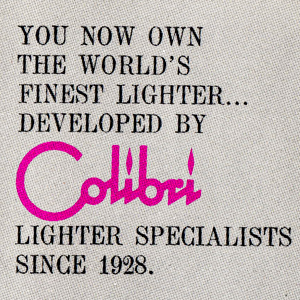 YOU NOW OWN
THE WORLD'S
FINEST LIGHTER...
DEVELOPED BY
Colibri
LIGHTER SPECIALISTS
SINCE 1928.